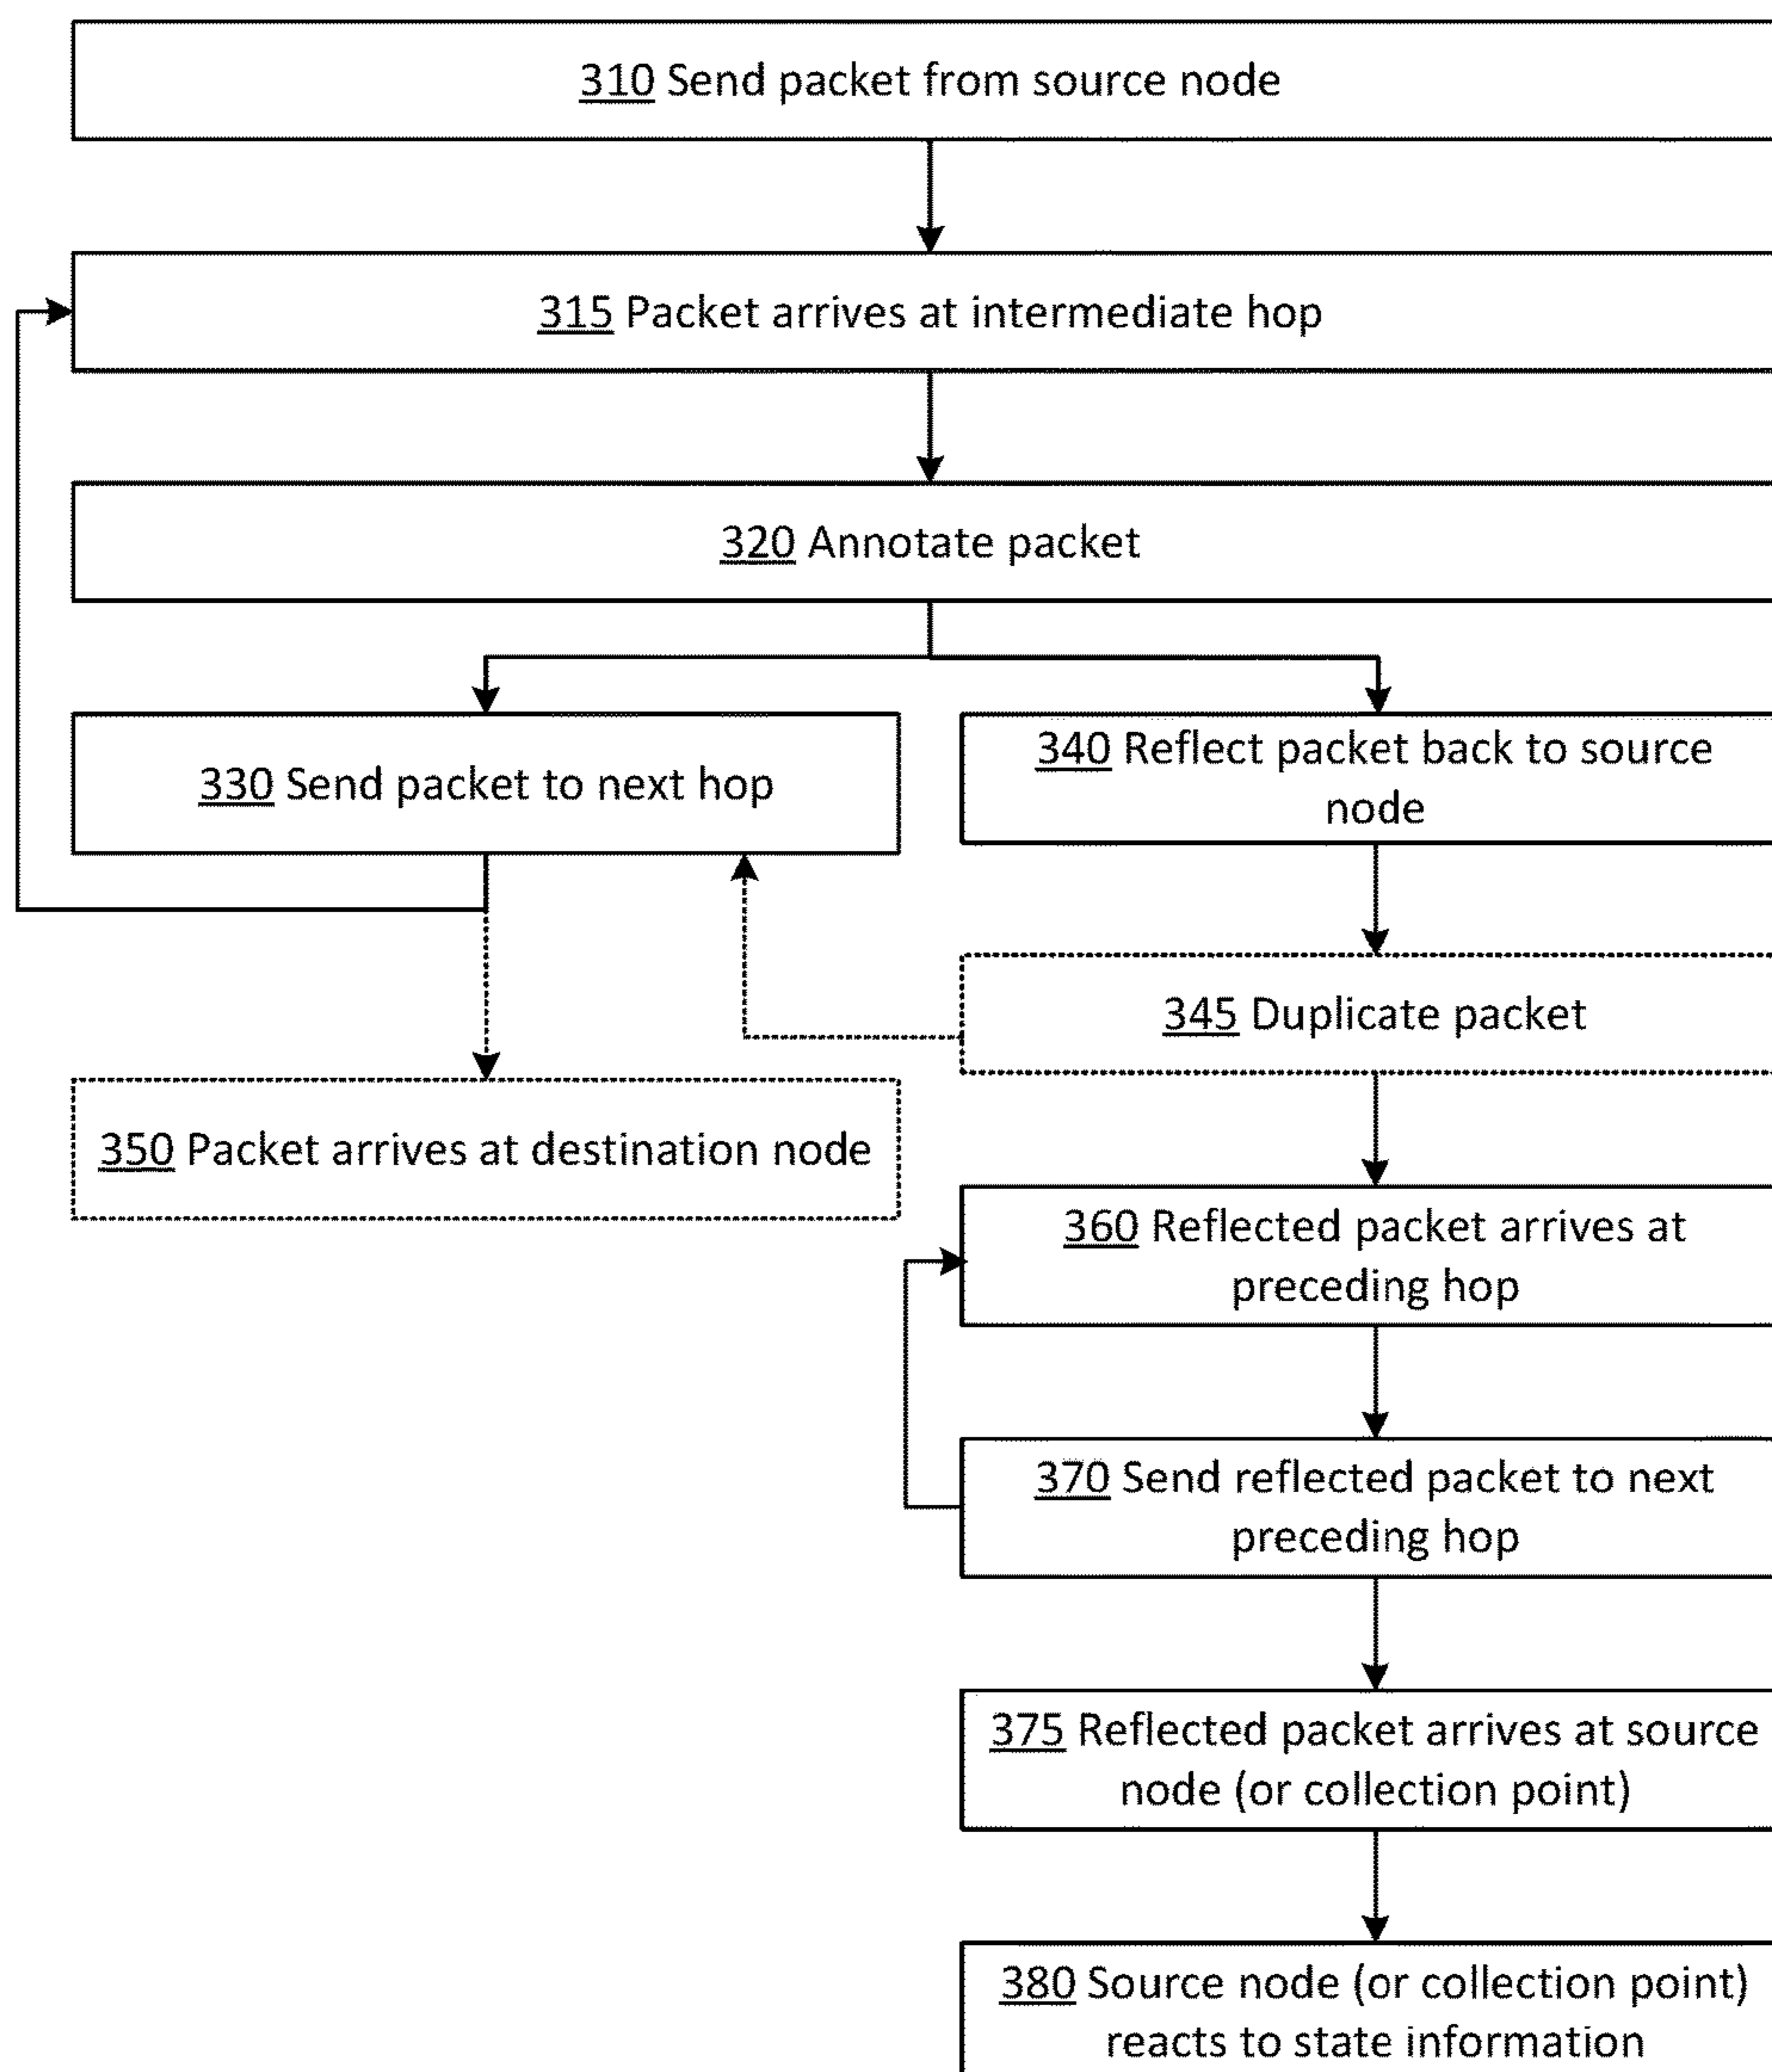 310 Send packet from source node
315 Packet arrives at intermediate hop
320 Annotate packet
330 Send packet to next hop
340 Reflect packet back to source
node
345 Duplicate packet
350 Packet arrives at destination node
360 Reflected packet arrives at
preceding hop
370 Send reflected packet to next
preceding hop
375 Reflected packet arrives at source
node (or collection point)
380 Source node (or collection point)
reacts to state information